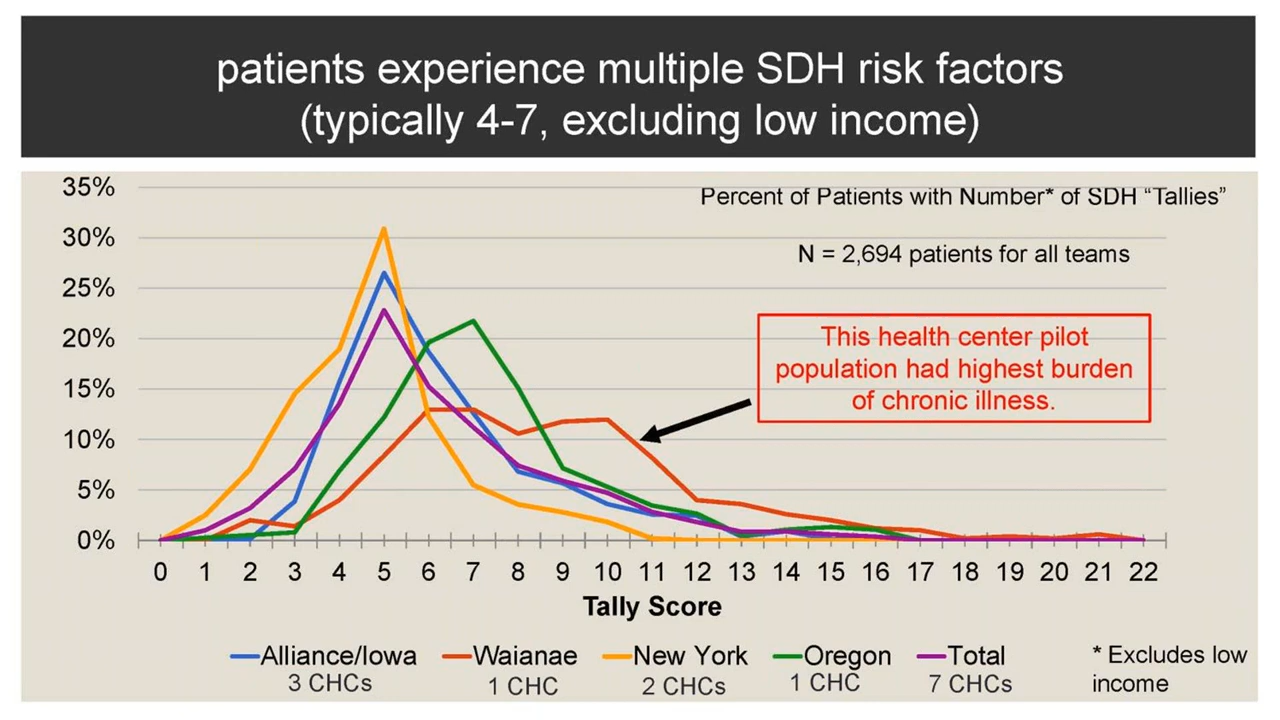 patients experience multiple SDH risk factors
(typically 4-7, excluding low income)
35%
30%
25%
20%
15%
10%
5%
0%
Percent of Patients with Number* of SDH “Tallies”
N = 2,694 patients for all teams
This health center pilot
population had highest burden
of chronic illness.
0 1 2 3 4 5 6 7 8 9 10 11 12 13 14 15 16 17 18 19 20 21 22
Tally Score
Alliance/Iowa Waianae New York Oregon Total
3 CHCs 1 CHC 2 CHCs 1 CHC 7 CHCs
* Excludes low
income